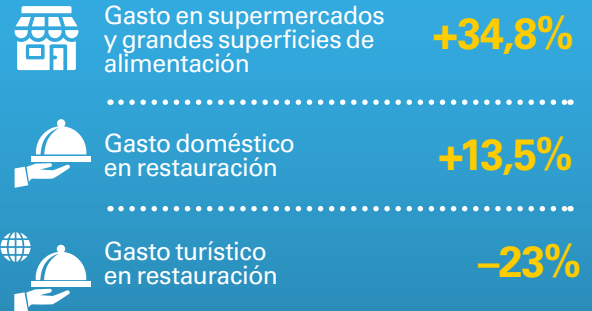 Gasto en supermercados
y grandes superficies de
alimentación
+34,8%
Gasto doméstico
en restauración
+13,5%
Gasto turístico
en restauración
–23%